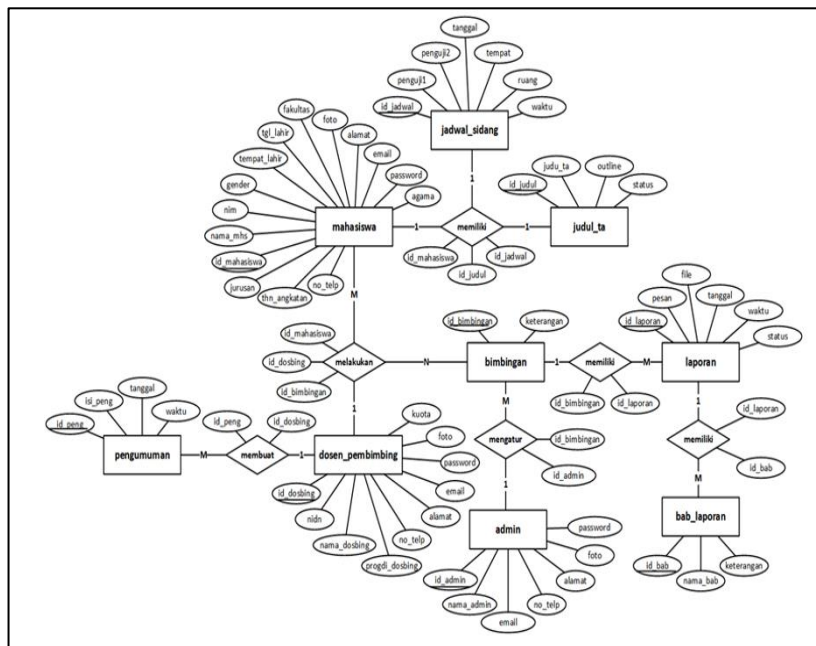 tanggal
penguji2
tempat
penguji1
ruang
id_jadwal
waktu
jadwal_sidang
fakultas
foto
tgl_lahir
alamat
email
tempat_lahir
password
gender
agama
nim
nama_mhs
id_mahasiswa
jurusan
thn_angkatan
no_telp
mahasiswa
1
1
memiliki
1
id_mahasiswa
id_judul
id_jadwal
judu_ta
outline
id_judul
status
judul_ta
M
id_mahasiswa
id_dosbing
melakukan
id_bimbingan
N
1
id_bimbingan
keterangan
bimbingan
1
memiliki
M
id_bimbingan
id_laporan
file
pesan
tanggal
id_laporan
waktu
status
laporan
1
id_laporan
memiliki
id_bab
M
bab_laporan
id_bab
nama_bab
keterangan
tanggal
isi_peng
waktu
id_peng
pengumuman
M
id_peng
id_dosbing
membuat
1
dosen_pembimbing
kuota
foto
password
email
alamat
no_telp
progdi_dosbing
nama_dosbing
nidn
id_dosbing
M
mengatur
id_bimbingan
id_admin
1
admin
password
foto
alamat
no_telp
email
nama_admin
id_admin